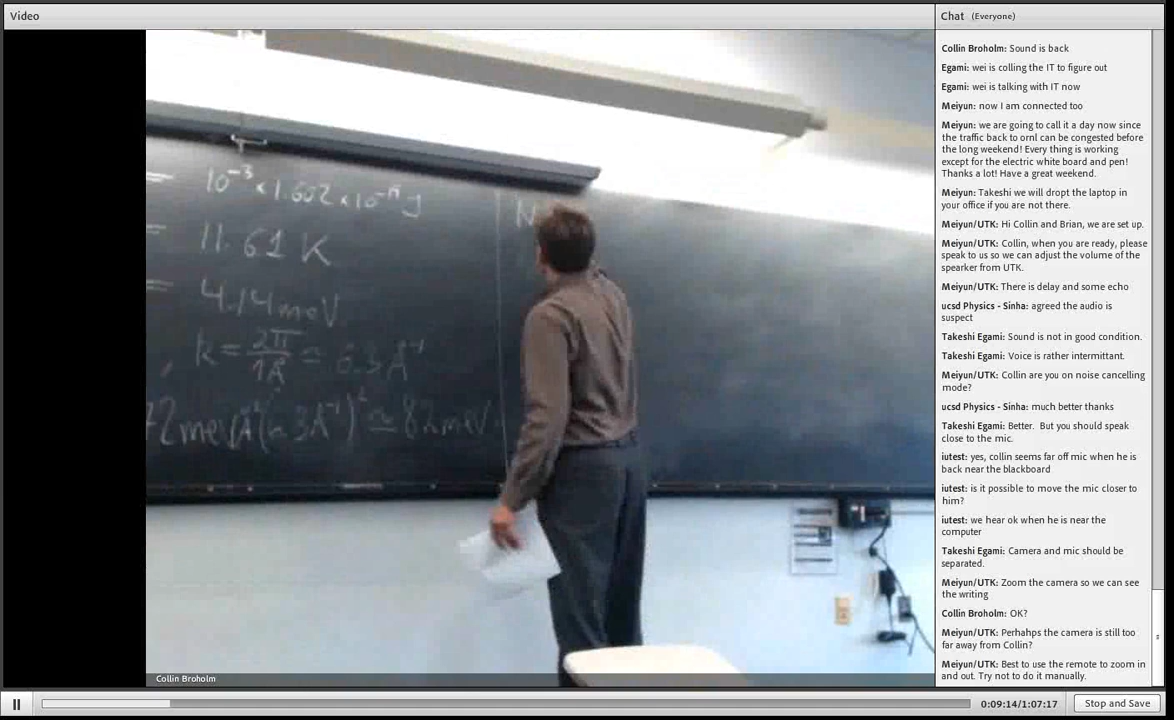 Video
Chat (Everyone)
= 10⁻³ × 1.602 × 10⁻¹⁹ J
= 11.61 K
= 4.14 meV
, k = 2π/1Å ≅ 6.3 Å⁻¹
≅ 82 meV
Collin Broholm
Collin Broholm: Sound is back
Egami: wei is colling the IT to figure out
Egami: wei is talking with IT now
Meiyun: now I am connected too
Meiyun: we are going to call it a day now since
the traffic back to ornl can be congested before
the long weekend! Every thing is working
except for the electric white board and pen!
Thanks a lot! Have a great weekend.
Meiyun: Takeshi we will dropt the laptop in
your office if you are not there.
Meiyun/UTK: Hi Collin and Brian, we are set up.
Meiyun/UTK: Collin, when you are ready, please
speak to us so we can adjust the volume of the
spearker from UTK.
Meiyun/UTK: There is delay and some echo
ucsd Physics - Sinha: agreed the audio is
suspect
Takeshi Egami: Sound is not in good condition.
Takeshi Egami: Voice is rather intermittant.
Meiyun/UTK: Collin are you on noise cancelling
mode?
ucsd Physics - Sinha: much better thanks
Takeshi Egami: Better. But you should speak
close to the mic.
iutest: yes, collin seems far off mic when he is
back near the blackboard
iutest: is it possible to move the mic closer to
him?
iutest: we hear ok when he is near the
computer
Takeshi Egami: Camera and mic should be
separated.
Meiyun/UTK: Zoom the camera so we can see
the writing
Collin Broholm: OK?
Meiyun/UTK: Perhahps the camera is still too
far away from Collin?
Meiyun/UTK: Best to use the remote to zoom in
and out. Try not to do it manually.
0:09:14/1:07:17
Stop and Save